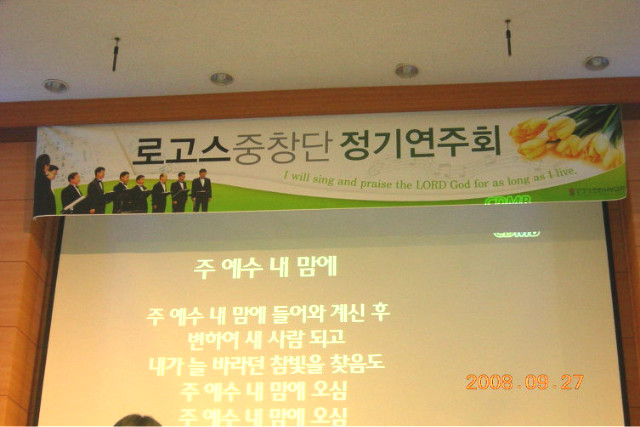 로고스중창단 정기연주회
I will sing and praise the LORD God for as long as I live.
CDMB
CDMB
주 예수 내 맘에
주 예수 내 맘에 들어와 계신 후
변하여 새 사람 되고
내가 늘 바라던 참빛을 찾음도
주 예수 내 맘에 오심
주 예수 내 맘에 오심
2008.09.27